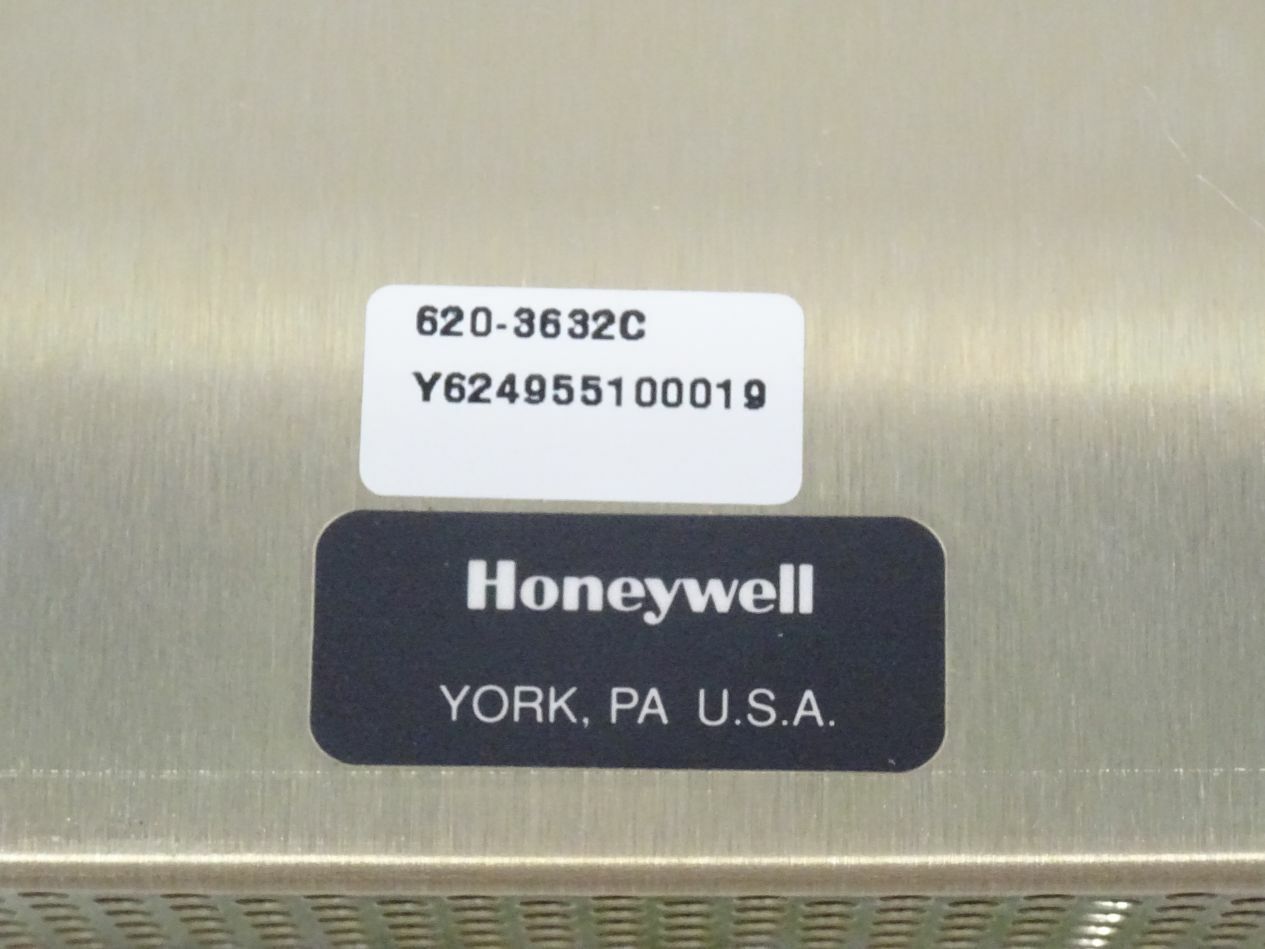 620-3632C
Y624955100019
Honeywell
YORK, PA U.S.A.